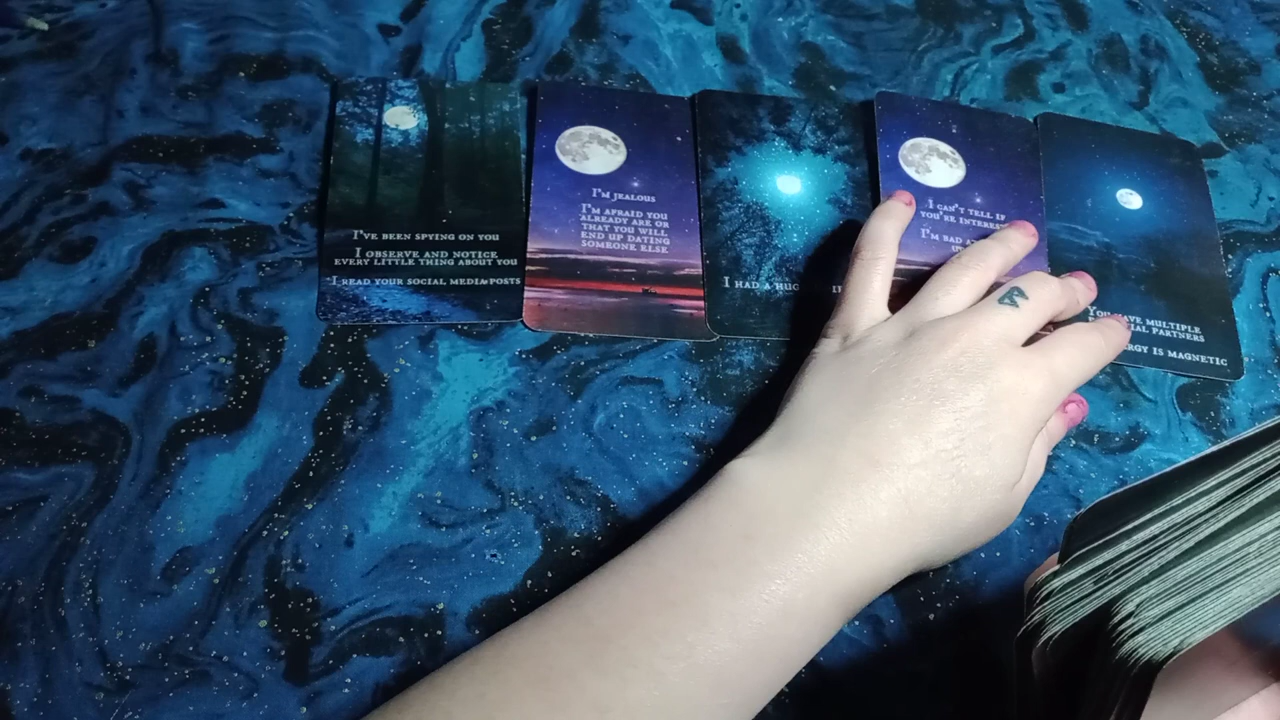 I'VE BEEN SPYING ON YOU
I OBSERVE AND NOTICE
EVERY LITTLE THING ABOUT YOU
I READ YOUR SOCIAL MEDIA POSTS
I'M JEALOUS
I'M AFRAID YOU
ALREADY ARE OR
THAT YOU WILL
END UP DATING
SOMEONE ELSE
I HAD A
I CAN'T TELL IF
YOU'RE
I'M BAD
YOU HAVE MULTIPLE
PARTNERS
IS MAGNETIC